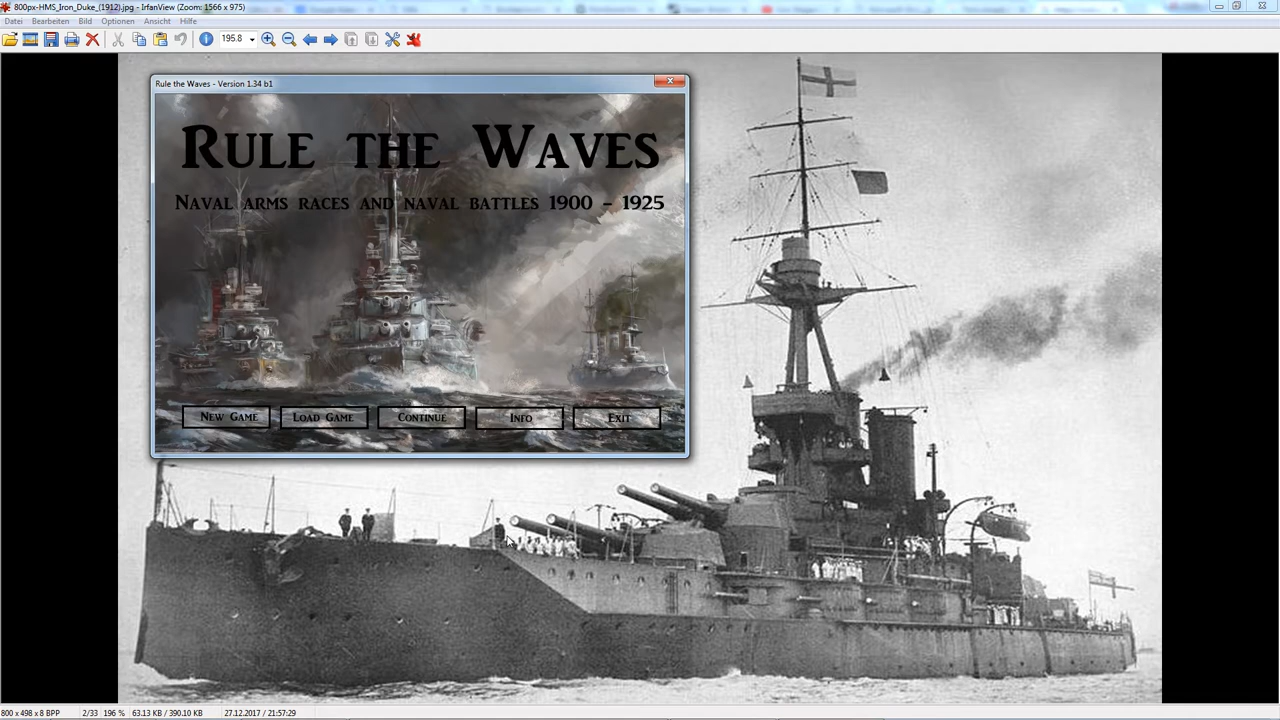 800px-HMS_Iron_Duke_(1912).jpg - IrfanView (Zoom: 1566 x 975)
Datei Bearbeiten Bild Optionen Ansicht Hilfe
195.8
Rule the Waves - Version 1.34 b1
Rule the Waves
Naval arms races and naval battles 1900 - 1925
New Game Load Game Continue Info Exit
800 x 498 x 8 BPP 2/33 196 % 63.13 KB / 390.10 KB 27.12.2017 / 21:57:29